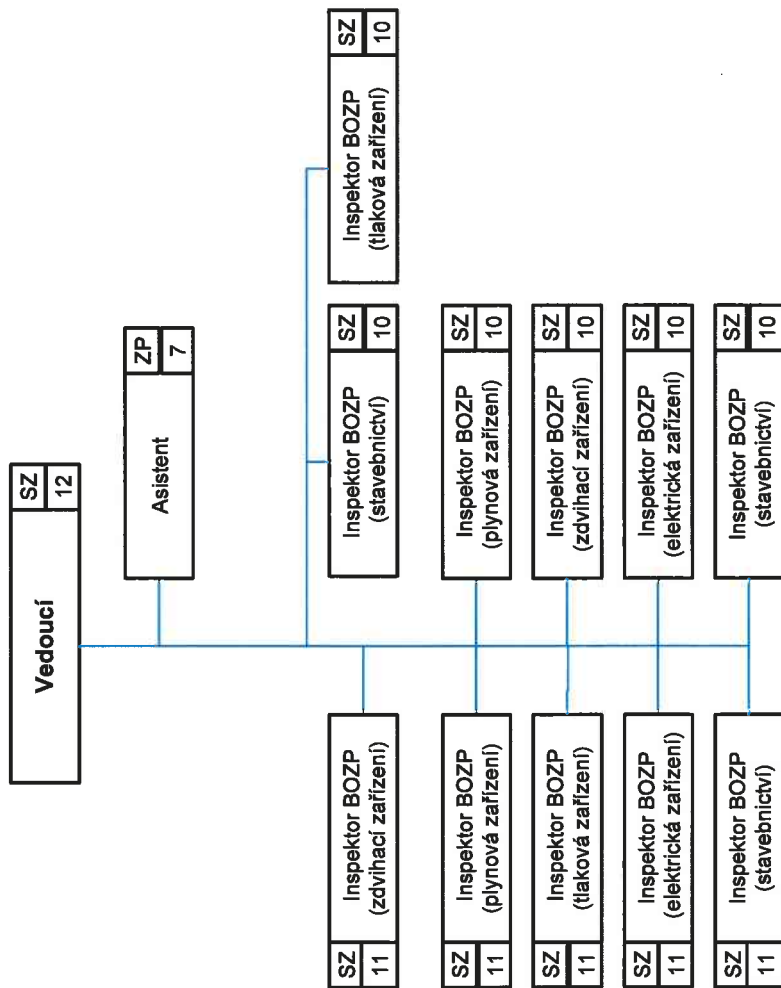 Vedoucí
SZ
12
Asistent
ZP
7
SZ
11
Inspektor BOZP
(zdvihací zařízení)
Inspektor BOZP
(stavebnictví)
SZ
10
Inspektor BOZP
(tlaková zařízení)
SZ
10
SZ
11
Inspektor BOZP
(plynová zařízení)
Inspektor BOZP
(plynová zařízení)
SZ
10
SZ
11
Inspektor BOZP
(tlaková zařízení)
Inspektor BOZP
(zdvihací zařízení)
SZ
10
SZ
11
Inspektor BOZP
(elektrická zařízení)
Inspektor BOZP
(elektrická zařízení)
SZ
10
SZ
11
Inspektor BOZP
(stavebnictví)
Inspektor BOZP
(stavebnictví)
SZ
10